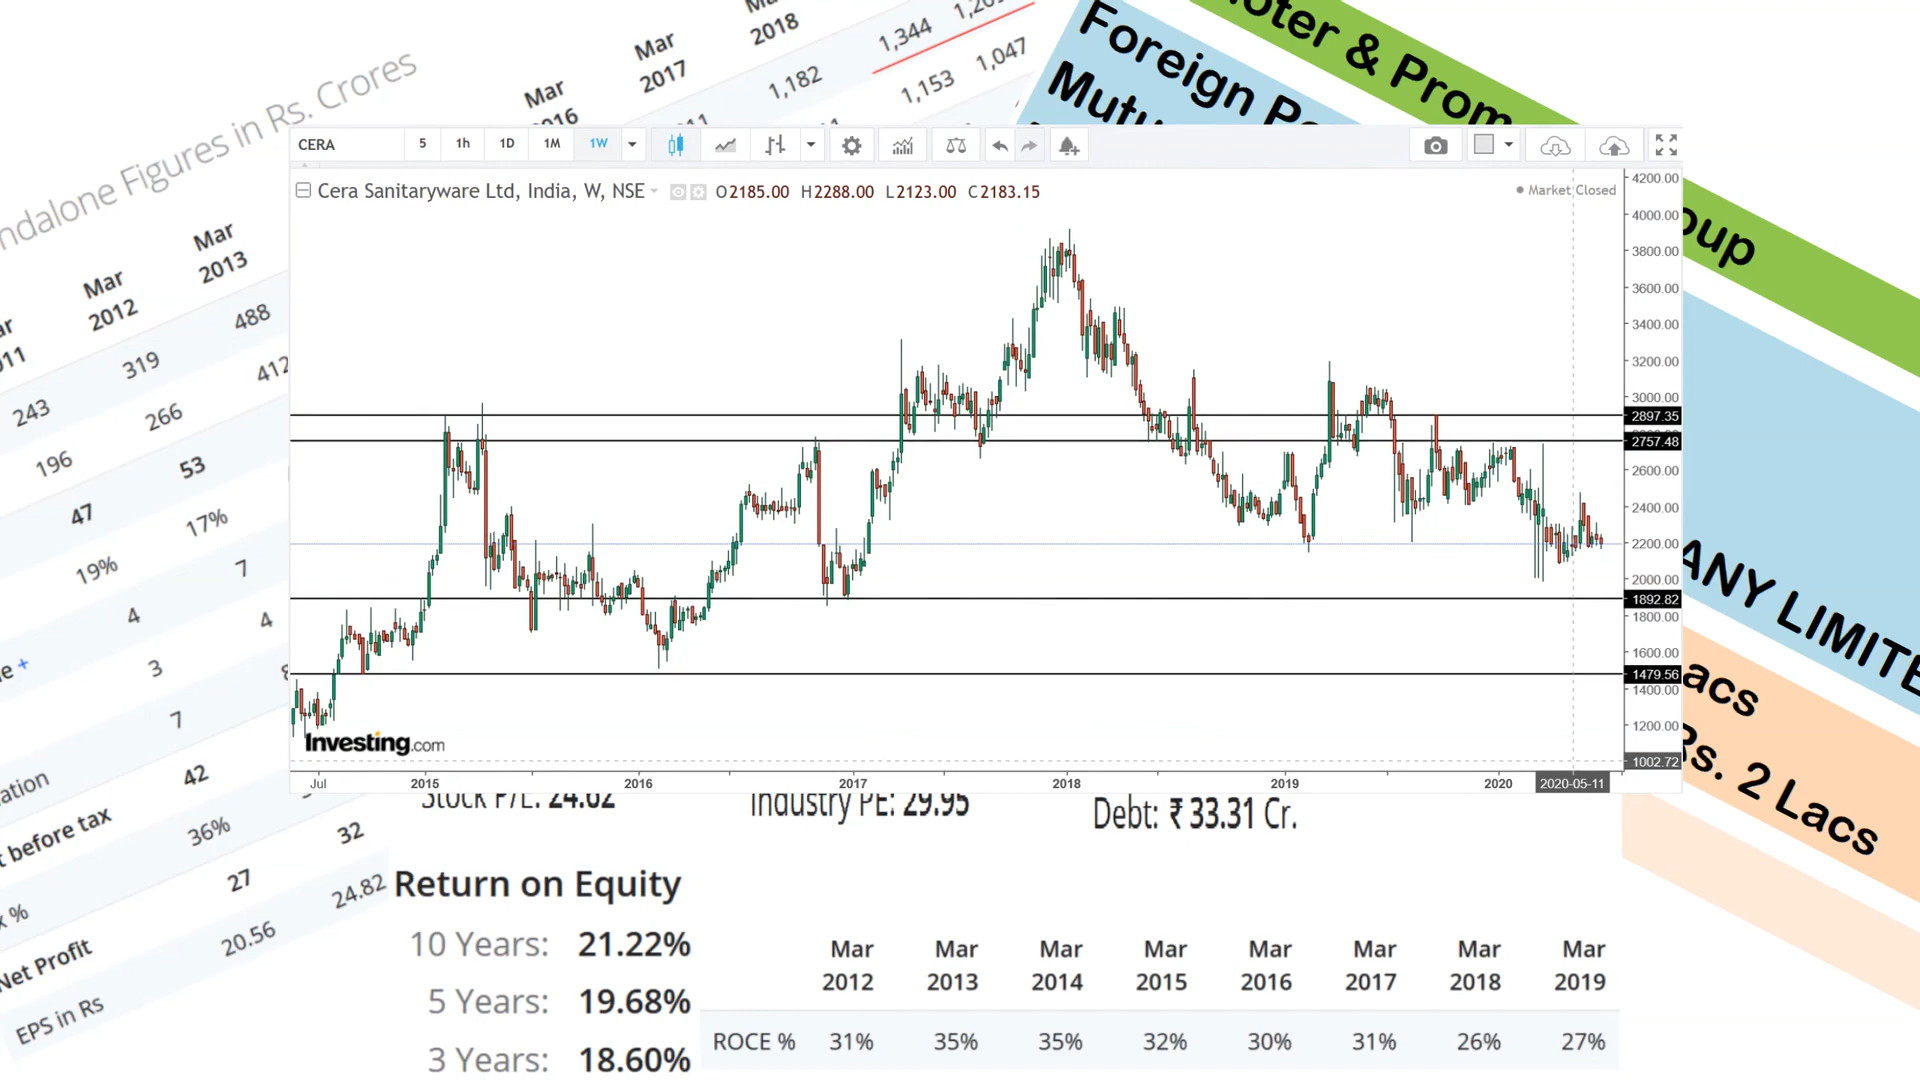 Standalone Figures in Rs. Crores
Mar 2012
Mar 2013
Mar
Mar 2017
2018
1,344
1,182
1,153
1,047
243
319
488
196
266
412
47
53
19%
17%
4
7
3
4
7
before tax
42
36%
32
27
Net Profit
20.56
24.82
EPS in Rs
Foreign
Mutu
oter & Prom
oup
ANY LIMITE
acs
Rs. 2 Lacs
CERA
5
1h
1D
1M
1W
Cera Sanitaryware Ltd, India, W, NSE
O2185.00 H2288.00 L2123.00 C2183.15
Market Closed
4200.00
4000.00
3800.00
3600.00
3400.00
3200.00
3000.00
2897.35
2757.48
2600.00
2400.00
2200.00
2000.00
1892.82
1800.00
1600.00
1479.56
1400.00
1200.00
1002.72
Investing.com
Jul
2015
2016
2017
2018
2019
2020
2020-05-11
Stock P/E: 24.62
Industry PE: 29.95
Debt: ₹ 33.31 Cr.
Return on Equity
10 Years: 21.22%
5 Years: 19.68%
3 Years: 18.60%
Mar Mar Mar Mar Mar Mar Mar Mar
2012 2013 2014 2015 2016 2017 2018 2019
ROCE % 31% 35% 35% 32% 30% 31% 26% 27%